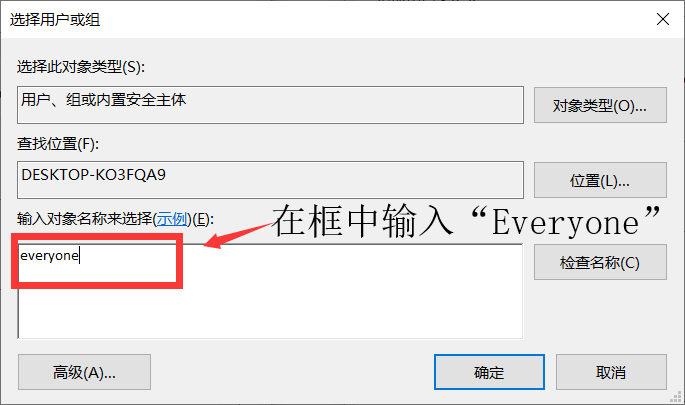 选择用户或组
选择此对象类型(S):
用户、组或内置安全主体
对象类型(O)...
查找位置(F):
DESKTOP-KO3FQA9
位置(L)...
输入对象名称来选择(示例)(E):
在框中输入“Everyone”
everyone
检查名称(C)
高级(A)...
确定
取消